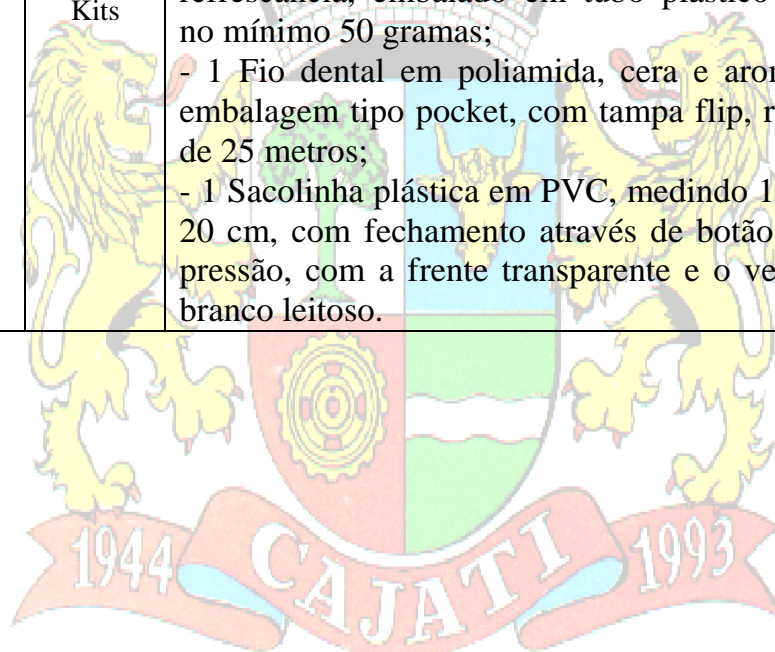 Kits
no mínimo 50 gramas;
- 1 Fio dental em poliamida, cera e
embalagem tipo pocket, com tampa flip,
de 25 metros;
- 1 Sacolinha plástica em PVC, medindo
20 cm, com fechamento através de botão
pressão, com a frente transparente e o
branco leitoso.
1944 CAJATI 1993